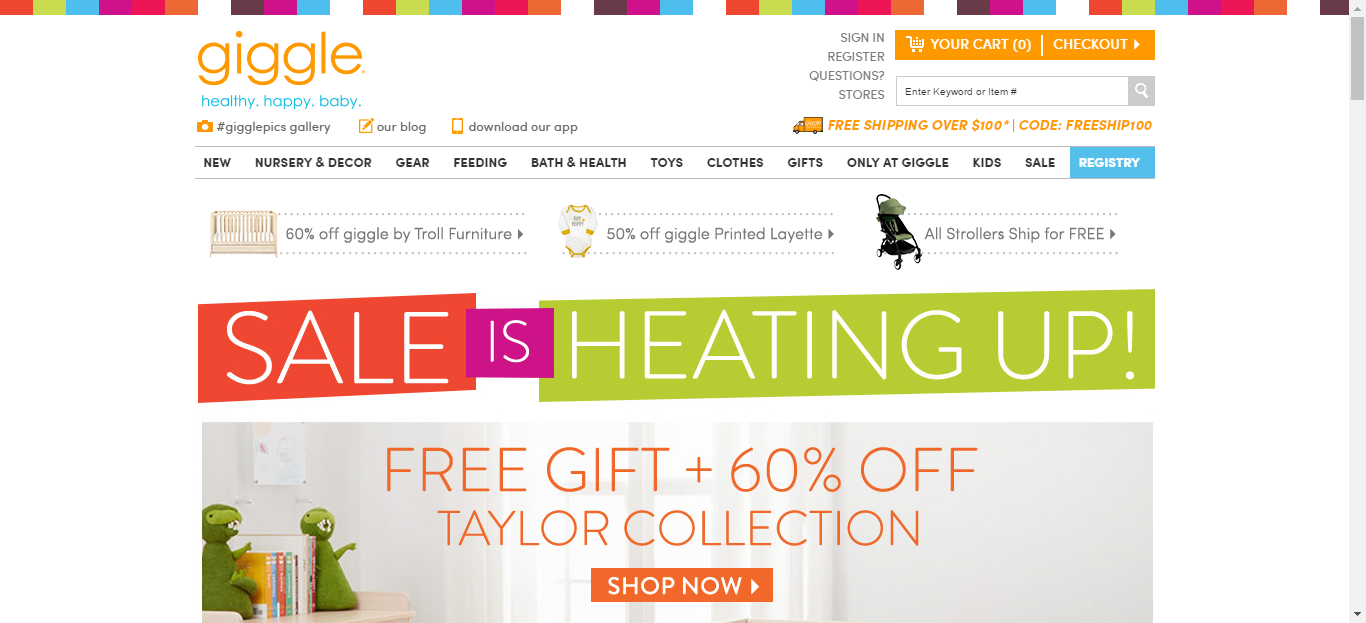 giggle
healthy. happy. baby.
SIGN IN
REGISTER
QUESTIONS?
STORES
YOUR CART (0)
CHECKOUT
Enter Keyword or Item #
#gigglepics gallery
our blog
download our app
FREE SHIPPING OVER $100* | CODE: FREESHIP100
NEW NURSERY & DECOR GEAR FEEDING BATH & HEALTH TOYS CLOTHES GIFTS ONLY AT GIGGLE KIDS SALE REGISTRY
60% off giggle by Troll Furniture
50% off giggle Printed Layette
All Strollers Ship for FREE
SALE IS HEATING UP!
FREE GIFT + 60% OFF
TAYLOR COLLECTION
SHOP NOW